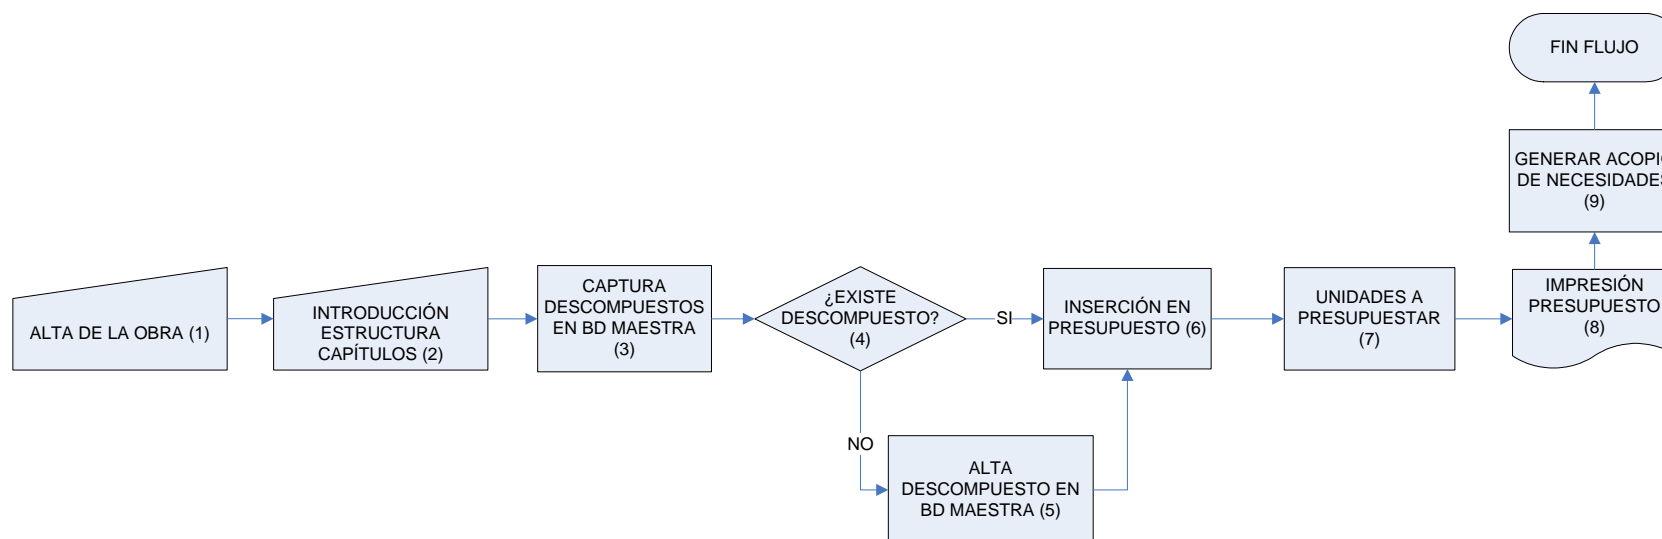 ALTA DE LA OBRA (1)
INTRODUCCIÓN
ESTRUCTURA
CAPÍTULOS (2)
CAPTURA
DESCOMPUESTOS
EN BD MAESTRA
(3)
¿EXISTE
DESCOMPUESTO?
(4)
SI
NO
ALTA
DESCOMPUESTO EN
BD MAESTRA (5)
INSERCIÓN EN
PRESUPUESTO (6)
UNIDADES A
PRESUPUESTAR
(7)
IMPRESIÓN
PRESUPUESTO
(8)
GENERAR ACOPIO
DE NECESIDADES
(9)
FIN FLUJO